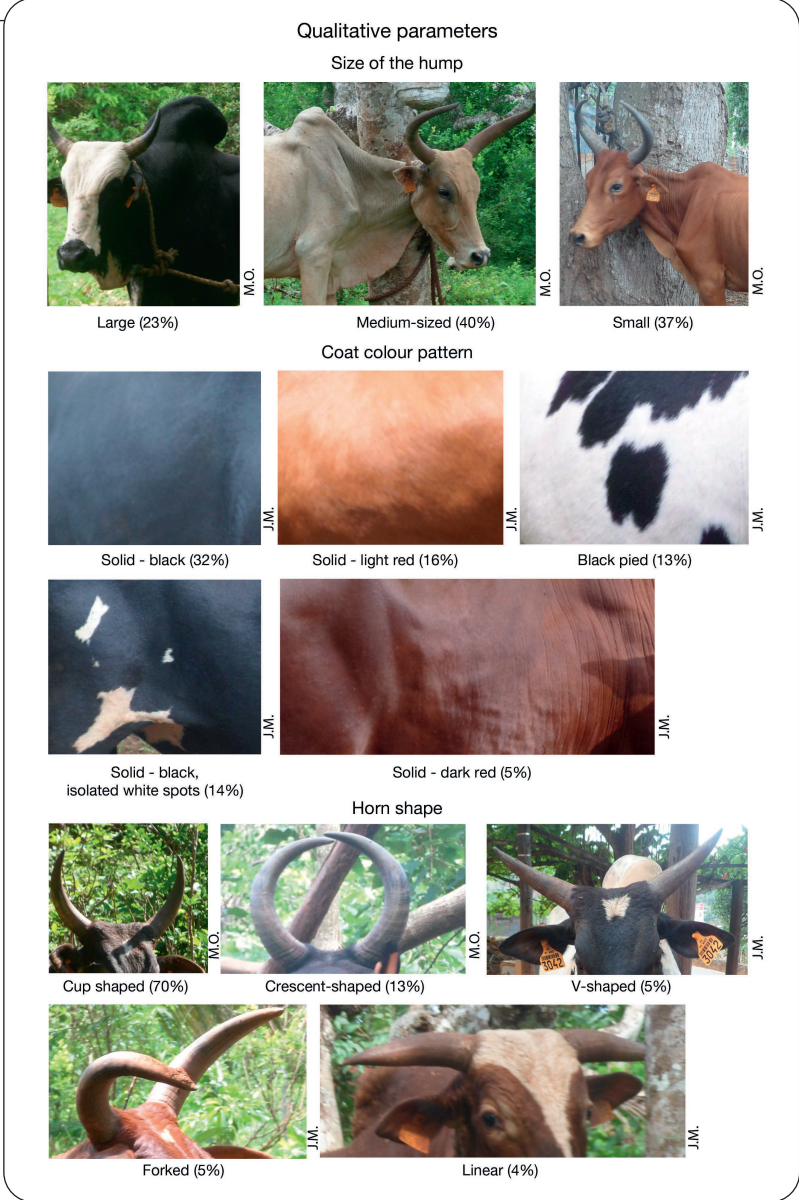 Qualitative parameters
Size of the hump
M.O.
M.O.
M.O.
Large (23%)
Medium-sized (40%)
Small (37%)
Coat colour pattern
J.M.
J.M.
J.M.
Solid - black (32%)
Solid - light red (16%)
Black pied (13%)
J.M.
J.M.
Solid - black,
isolated white spots (14%)
Solid - dark red (5%)
Horn shape
M.O.
M.O.
3042
3042
J.M.
Cup shaped (70%)
Crescent-shaped (13%)
V-shaped (5%)
J.M.
J.M.
Forked (5%)
Linear (4%)